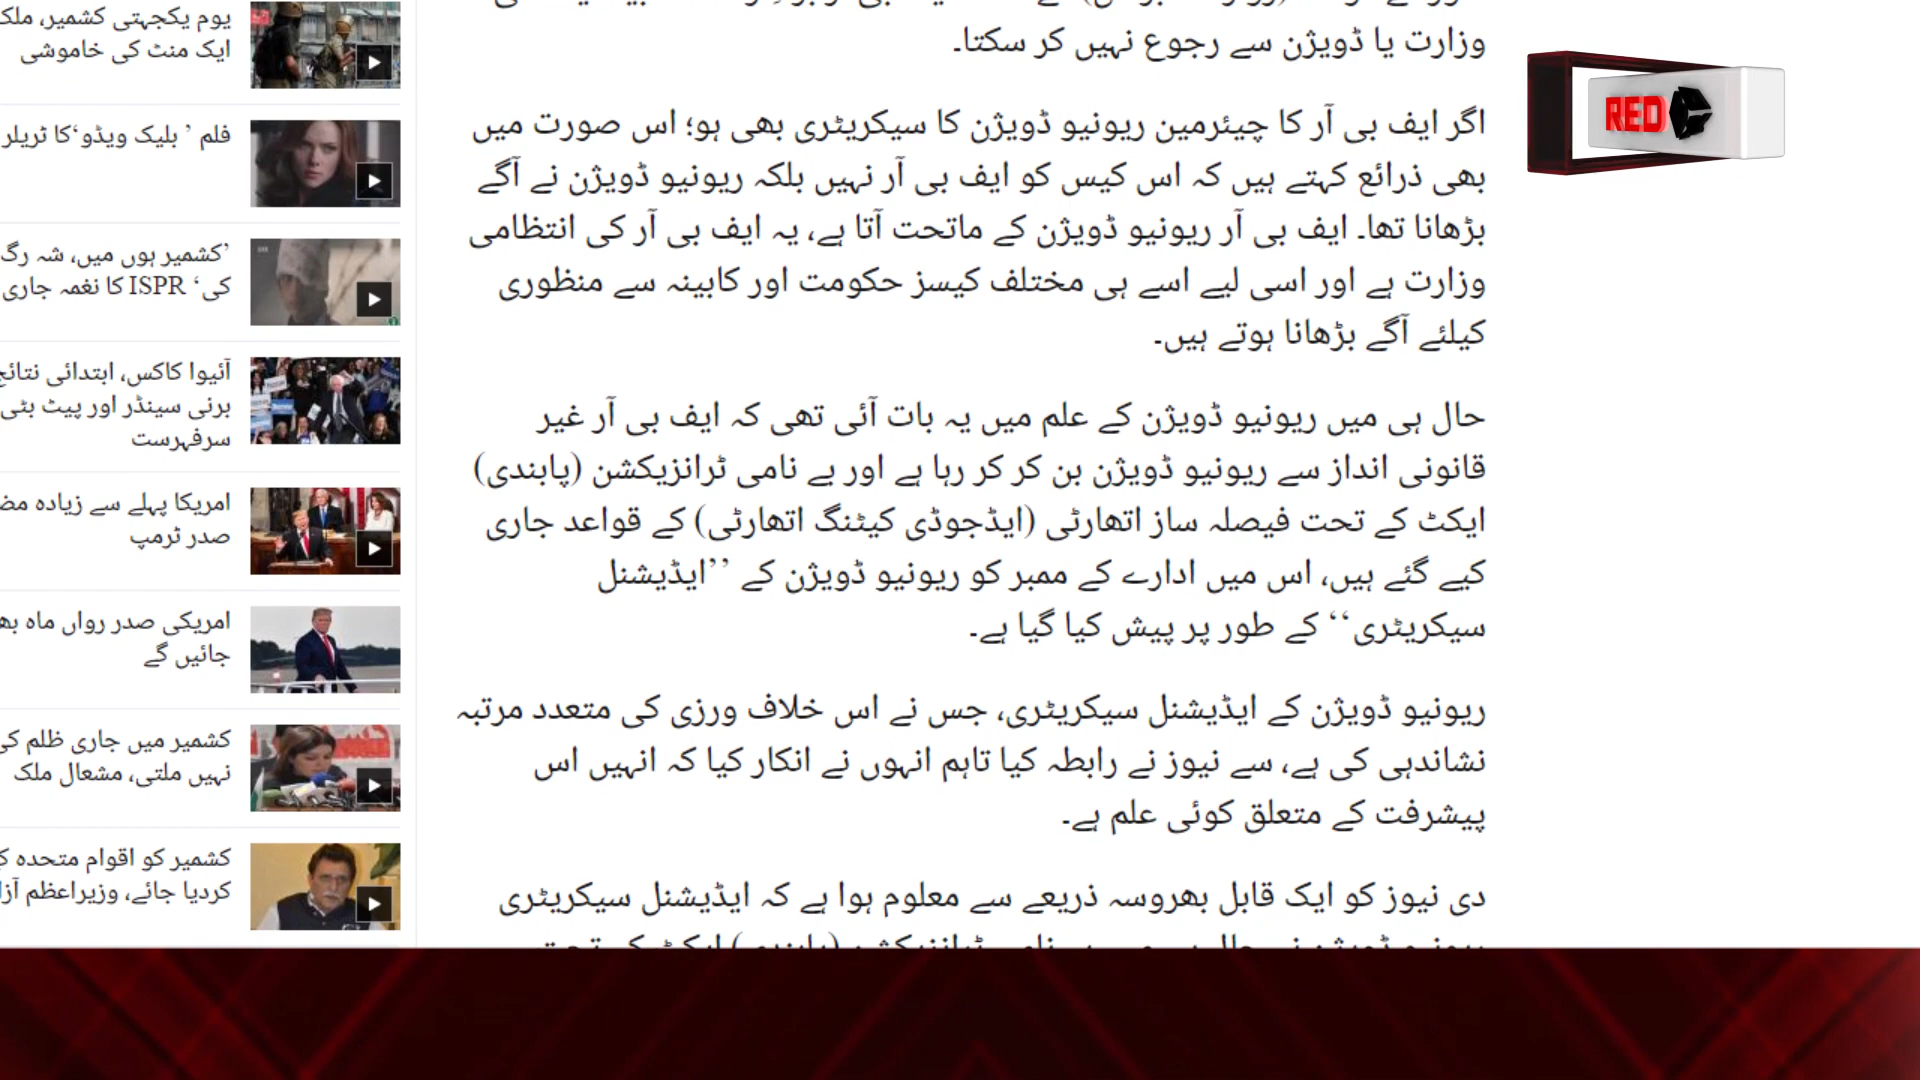 وزارت یا ڈویژن سے رجوع نہیں کر سکتا۔
اگر ایف بی آر کا چیئرمین ریونیو ڈویژن کا سیکریٹری بھی ہو؛ اس صورت میں
بھی ذرائع کہتے ہیں کہ اس کیس کو ایف بی آر نہیں بلکہ ریونیو ڈویژن نے آگے
بڑھانا تھا۔ ایف بی آر ریونیو ڈویژن کے ماتحت آتا ہے، یہ ایف بی آر کی انتظامی
وزارت ہے اور اسی لیے اسے ہی مختلف کیسز حکومت اور کابینہ سے منظوری
کیلئے آگے بڑھانا ہوتے ہیں۔
حال ہی میں ریونیو ڈویژن کے علم میں یہ بات آئی تھی کہ ایف بی آر غیر
قانونی انداز سے ریونیو ڈویژن بن کر کر رہا ہے اور بے نامی ٹرانزیکشن (پابندی)
ایکٹ کے تحت فیصلہ ساز اتھارٹی (ایڈجوڈی کیٹنگ اتھارٹی) کے قواعد جاری
کیے گئے ہیں، اس میں ادارے کے ممبر کو ریونیو ڈویژن کے ’’ایڈیشنل
سیکریٹری‘‘ کے طور پر پیش کیا گیا ہے۔
ریونیو ڈویژن کے ایڈیشنل سیکریٹری، جس نے اس خلاف ورزی کی متعدد مرتبہ
نشاندہی کی ہے، سے نیوز نے رابطہ کیا تاہم انہوں نے انکار کیا کہ انہیں اس
پیشرفت کے متعلق کوئی علم ہے۔
دی نیوز کو ایک قابل بھروسہ ذریعے سے معلوم ہوا ہے کہ ایڈیشنل سیکریٹری
یوم یکجہتی کشمیر، ملک
ایک منٹ کی خاموشی
فلم ’ بلیک ویڈو‘کا ٹریلر
’کشمیر ہوں میں، شہ رگ
کی‘ ISPR کا نغمہ جاری
آئیوا کاکس، ابتدائی نتائج
برنی سینڈر اور پیٹ بٹی
سرفہرست
امریکا پہلے سے زیادہ
صدر ٹرمپ
امریکی صدر رواں ماہ
جائیں گے
کشمیر میں جاری ظلم کی
نہیں ملتی، مشعال ملک
کشمیر کو اقوام متحدہ
کردیا جائے، وزیراعظم
RED